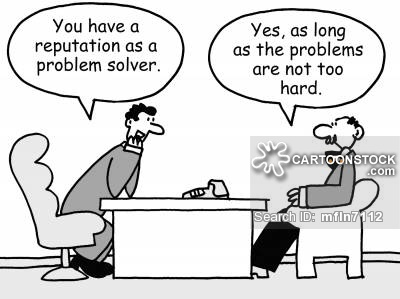 You have a
reputation as a
problem solver.
Yes, as long
as the problems
are not too
hard.
CARTOONSTOCK
.com
Search ID: mfln7112